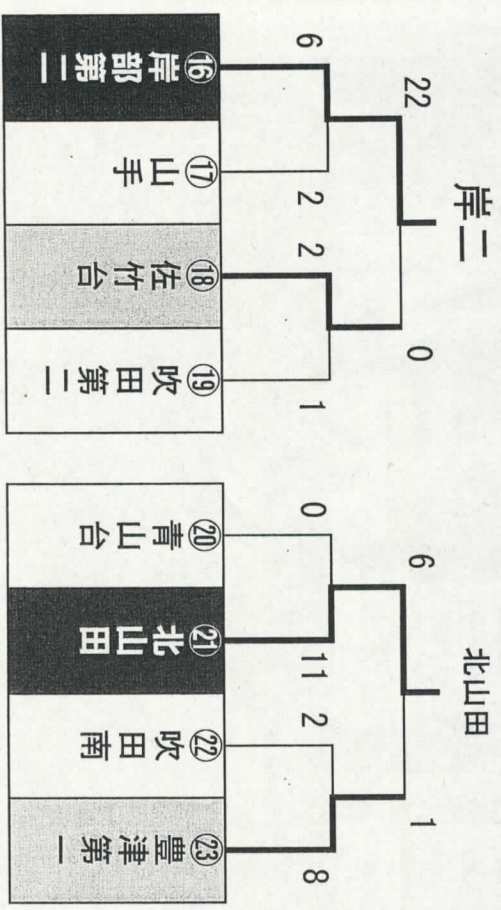 岸二
22 0
6 2 2 1
⑯岸部第二
⑰山手
⑱佐竹台
⑲吹田第二
北山田
6 1
0 11 2 8
⑳青山台
㉑北山田
㉒吹田南
㉓豊津第一